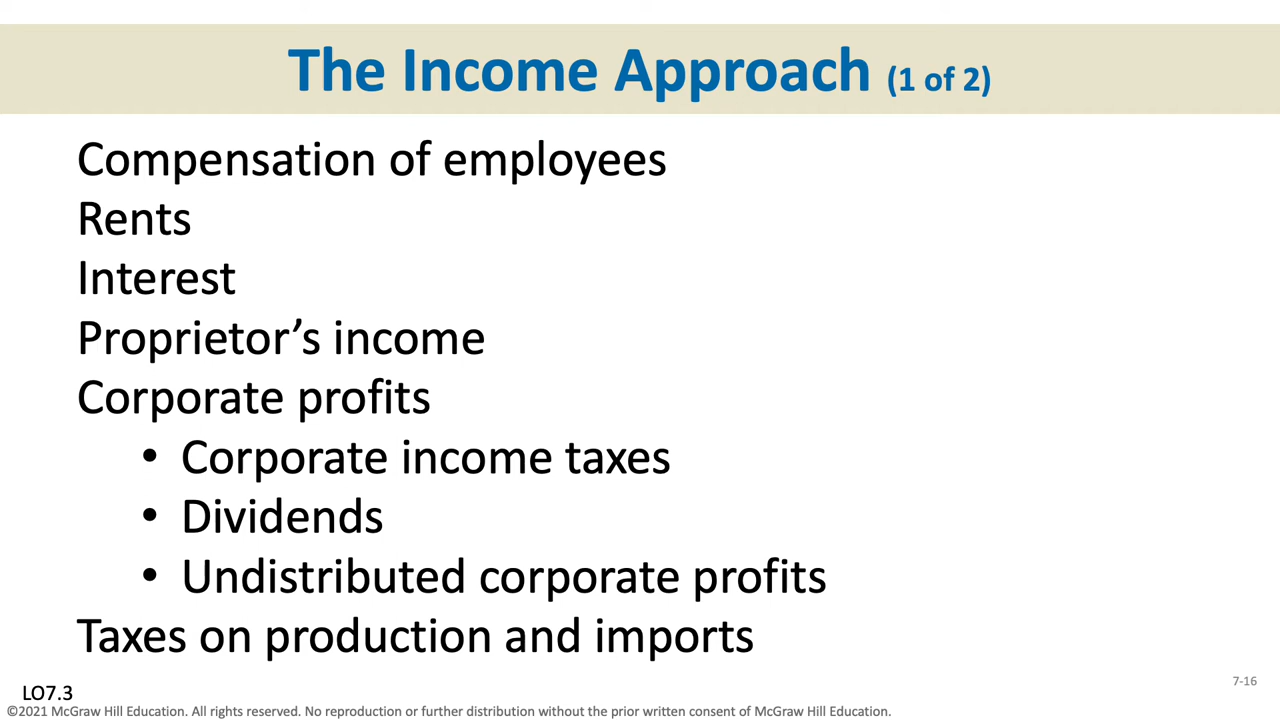 The Income Approach (1 of 2)
Compensation of employees
Rents
Interest
Proprietor’s income
Corporate profits
• Corporate income taxes
• Dividends
• Undistributed corporate profits
Taxes on production and imports
LO7.3
7-16
©2021 McGraw Hill Education. All rights reserved. No reproduction or further distribution without the prior written consent of McGraw Hill Education.